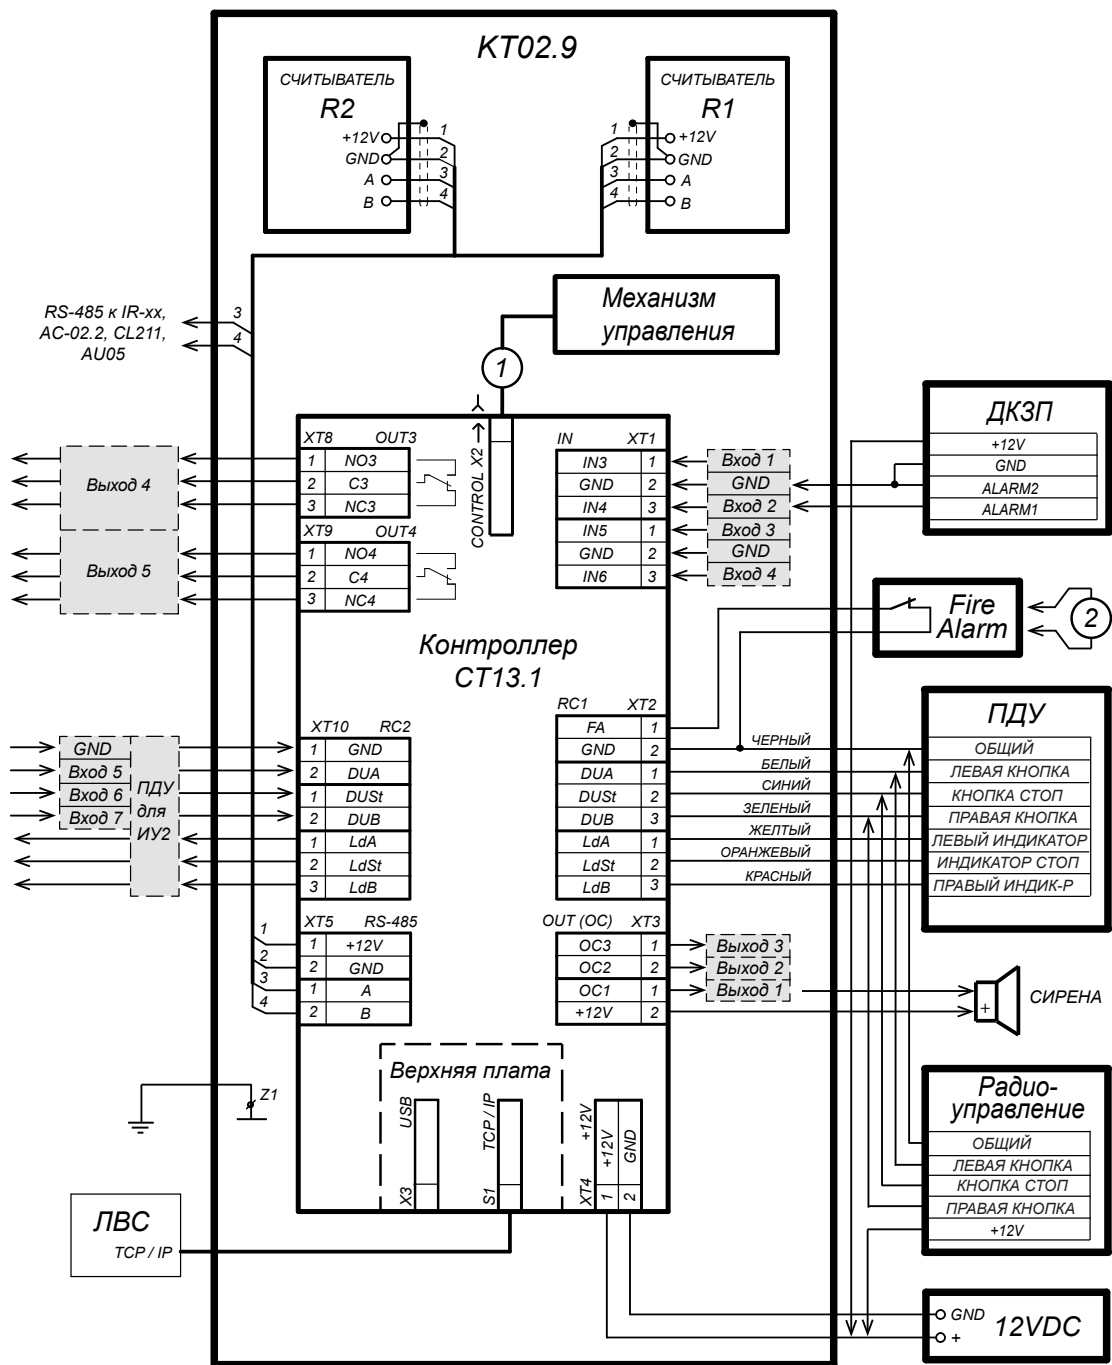 KT02.9
СЧИТЫВАТЕЛЬ
R2
+12V
GND
A
B
1
2
3
4
СЧИТЫВАТЕЛЬ
R1
+12V
GND
A
B
1
2
3
4
RS-485 к IR-xx,
AC-02.2, CL211,
AU05
3
4
Механизм
управления
1
CONTROL X2
XT8 OUT3
1 NO3
2 C3
3 NC3
XT9 OUT4
1 NO4
2 C4
3 NC4
Выход 4
Выход 5
IN XT1
IN3 1
GND 2
IN4 3
IN5 1
GND 2
IN6 3
Вход 1
GND
Вход 2
Вход 3
GND
Вход 4
ДКЗП
+12V
GND
ALARM2
ALARM1
Fire
Alarm
2
Контроллер
CT13.1
XT10 RC2
1 GND
2 DUA
1 DUSt
2 DUB
1 LdA
2 LdSt
3 LdB
GND
Вход 5
Вход 6
Вход 7
ПДУ
для
ИУ2
RC1 XT2
FA 1
GND 2
DUA 1
DUSt 2
DUB 3
LdA 1
LdSt 2
LdB 3
ЧЕРНЫЙ
БЕЛЫЙ
СИНИЙ
ЗЕЛЕНЫЙ
ЖЕЛТЫЙ
ОРАНЖЕВЫЙ
КРАСНЫЙ
ПДУ
ОБЩИЙ
ЛЕВАЯ КНОПКА
КНОПКА СТОП
ПРАВАЯ КНОПКА
ЛЕВЫЙ ИНДИКАТОР
ИНДИКАТОР СТОП
ПРАВЫЙ ИНДИК-Р
XT5 RS-485
1 +12V
2 GND
1 A
2 B
1
2
3
4
OUT (OC) XT3
OC3 1
OC2 2
OC1 1
+12V 2
Выход 3
Выход 2
Выход 1
+
СИРЕНА
Верхняя плата
X3 USB
S1 TCP / IP
XT4 +12V
1 +12V
2 GND
Z1
ЛВС
TCP / IP
Радио-
управление
ОБЩИЙ
ЛЕВАЯ КНОПКА
КНОПКА СТОП
ПРАВАЯ КНОПКА
+12V
GND
+
12VDC